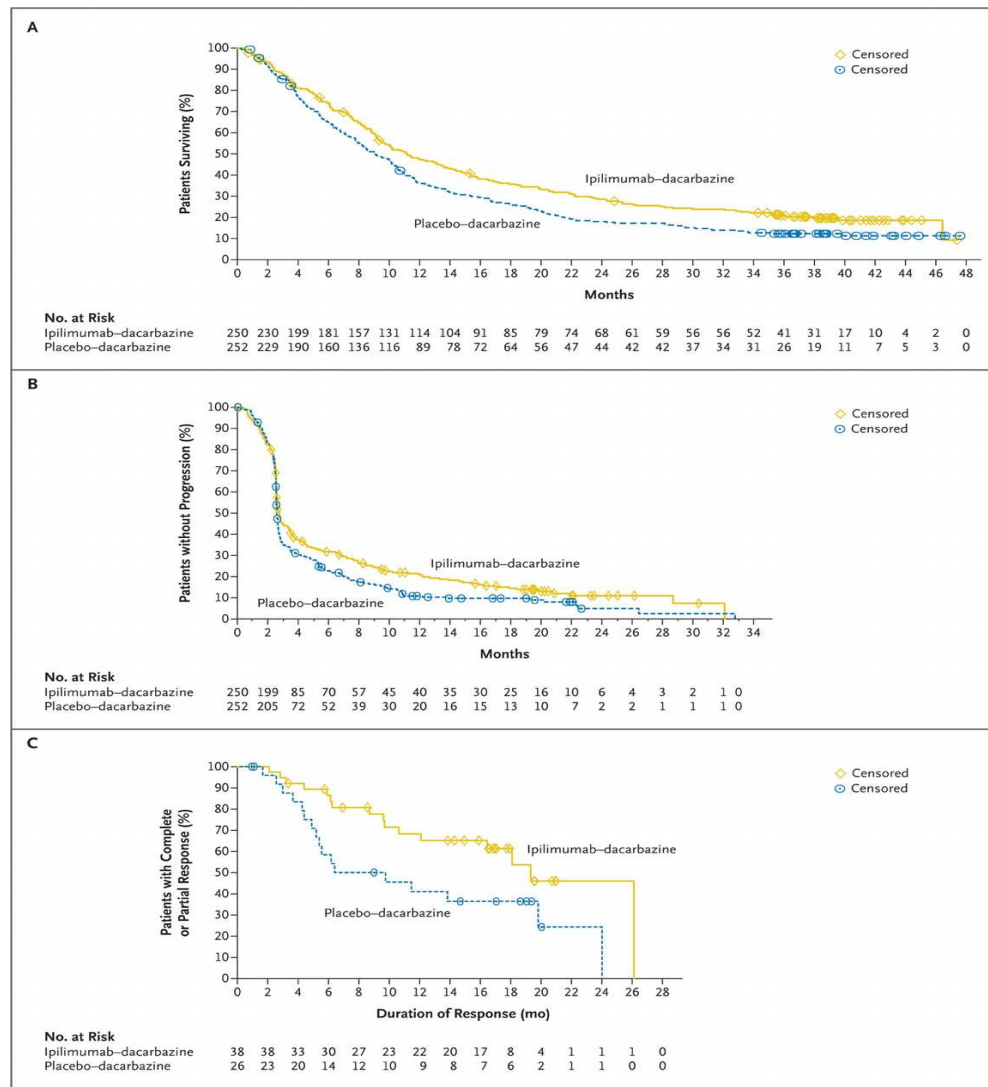 A
100
90
80
70
60
50
40
30
20
10
0
Patients Surviving (%)
Censored
Censored
Ipilimumab–dacarbazine
Placebo–dacarbazine
0 2 4 6 8 10 12 14 16 18 20 22 24 26 28 30 32 34 36 38 40 42 44 46 48
Months
No. at Risk
Ipilimumab–dacarbazine 250 230 199 181 157 131 114 104 91 85 79 74 68 61 59 56 56 52 41 31 17 10 4 2 0
Placebo–dacarbazine 252 229 190 160 136 116 89 78 72 64 56 47 44 42 42 37 34 31 26 19 11 7 5 3 0
B
100
90
80
70
60
50
40
30
20
10
0
Patients without Progression (%)
Censored
Censored
Ipilimumab–dacarbazine
Placebo–dacarbazine
0 2 4 6 8 10 12 14 16 18 20 22 24 26 28 30 32 34
Months
No. at Risk
Ipilimumab–dacarbazine 250 199 85 70 57 45 40 35 30 25 16 10 6 4 3 2 1 0
Placebo–dacarbazine 252 205 72 52 39 30 20 16 15 13 10 7 2 2 1 1 1 0
C
100
90
80
70
60
50
40
30
20
10
0
Patients with Complete
or Partial Response (%)
Censored
Censored
Ipilimumab–dacarbazine
Placebo–dacarbazine
0 2 4 6 8 10 12 14 16 18 20 22 24 26 28
Duration of Response (mo)
No. at Risk
Ipilimumab–dacarbazine 38 38 33 30 27 23 22 20 17 8 4 1 1 1 0
Placebo–dacarbazine 26 23 20 14 12 10 9 8 7 6 2 1 1 0 0